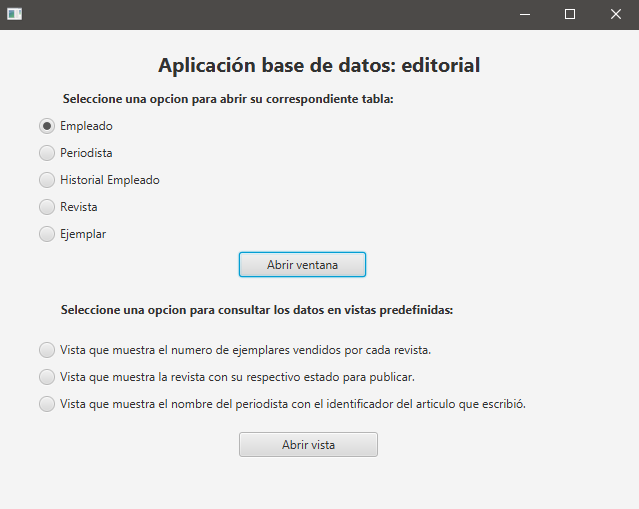 Aplicación base de datos: editorial
Seleccione una opcion para abrir su correspondiente tabla:
Empleado
Periodista
Historial Empleado
Revista
Ejemplar
Abrir ventana
Seleccione una opcion para consultar los datos en vistas predefinidas:
Vista que muestra el numero de ejemplares vendidos por cada revista.
Vista que muestra la revista con su respectivo estado para publicar.
Vista que muestra el nombre del periodista con el identificador del articulo que escribió.
Abrir vista